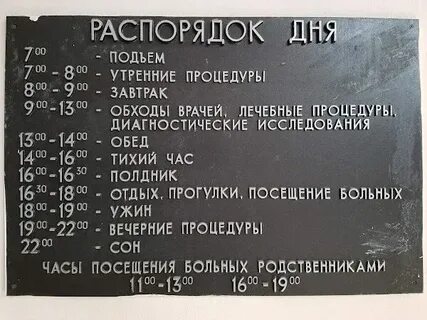 РАСПОРЯДОК ДНЯ
7⁰⁰ - ПОДЪЕМ
7⁰⁰ - 8⁰⁰ - УТРЕННИЕ ПРОЦЕДУРЫ
8⁰⁰ - 9⁰⁰ - ЗАВТРАК
9⁰⁰ - 13⁰⁰ - ОБХОДЫ ВРАЧЕЙ, ЛЕЧЕБНЫЕ ПРОЦЕДУРЫ,
ДИАГНОСТИЧЕСКИЕ ИССЛЕДОВАНИЯ
13⁰⁰ - 14⁰⁰ - ОБЕД
14⁰⁰ - 16⁰⁰ - ТИХИЙ ЧАС
16⁰⁰ - 16³⁰ - ПОЛДНИК
16³⁰ - 18⁰⁰ - ОТДЫХ, ПРОГУЛКИ, ПОСЕЩЕНИЕ БОЛЬНЫХ
18⁰⁰ - 19⁰⁰ - УЖИН
19⁰⁰ - 22⁰⁰ - ВЕЧЕРНИЕ ПРОЦЕДУРЫ
22⁰⁰ - СОН
ЧАСЫ ПОСЕЩЕНИЯ БОЛЬНЫХ РОДСТВЕННИКАМИ
11⁰⁰ - 13⁰⁰ 16⁰⁰ - 19⁰⁰